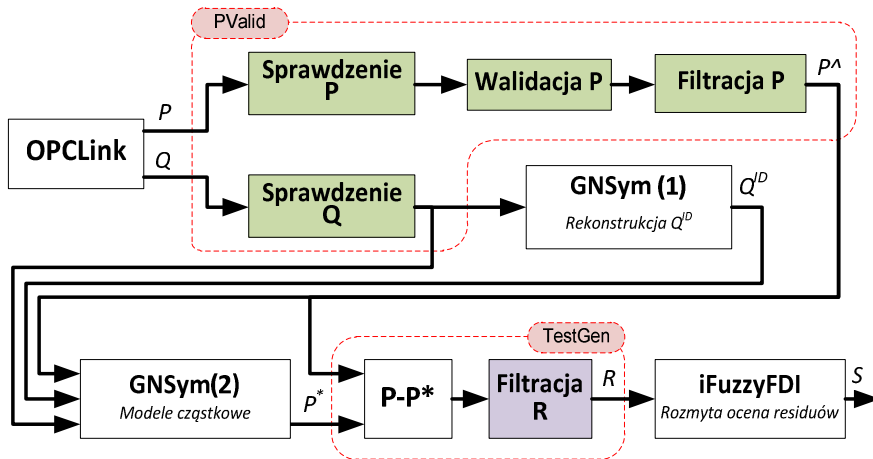 PValid
Sprawdzenie
P
Walidacja P
Filtracja P
P^
P
OPCLink
Q
Sprawdzenie
Q
GNSym (1)
Rekonstrukcja Q^ID
Q^ID
TestGen
GNSym(2)
Modele cząstkowe
P*
P-P*
Filtracja
R
R
iFuzzyFDI
Rozmyta ocena residuów
S